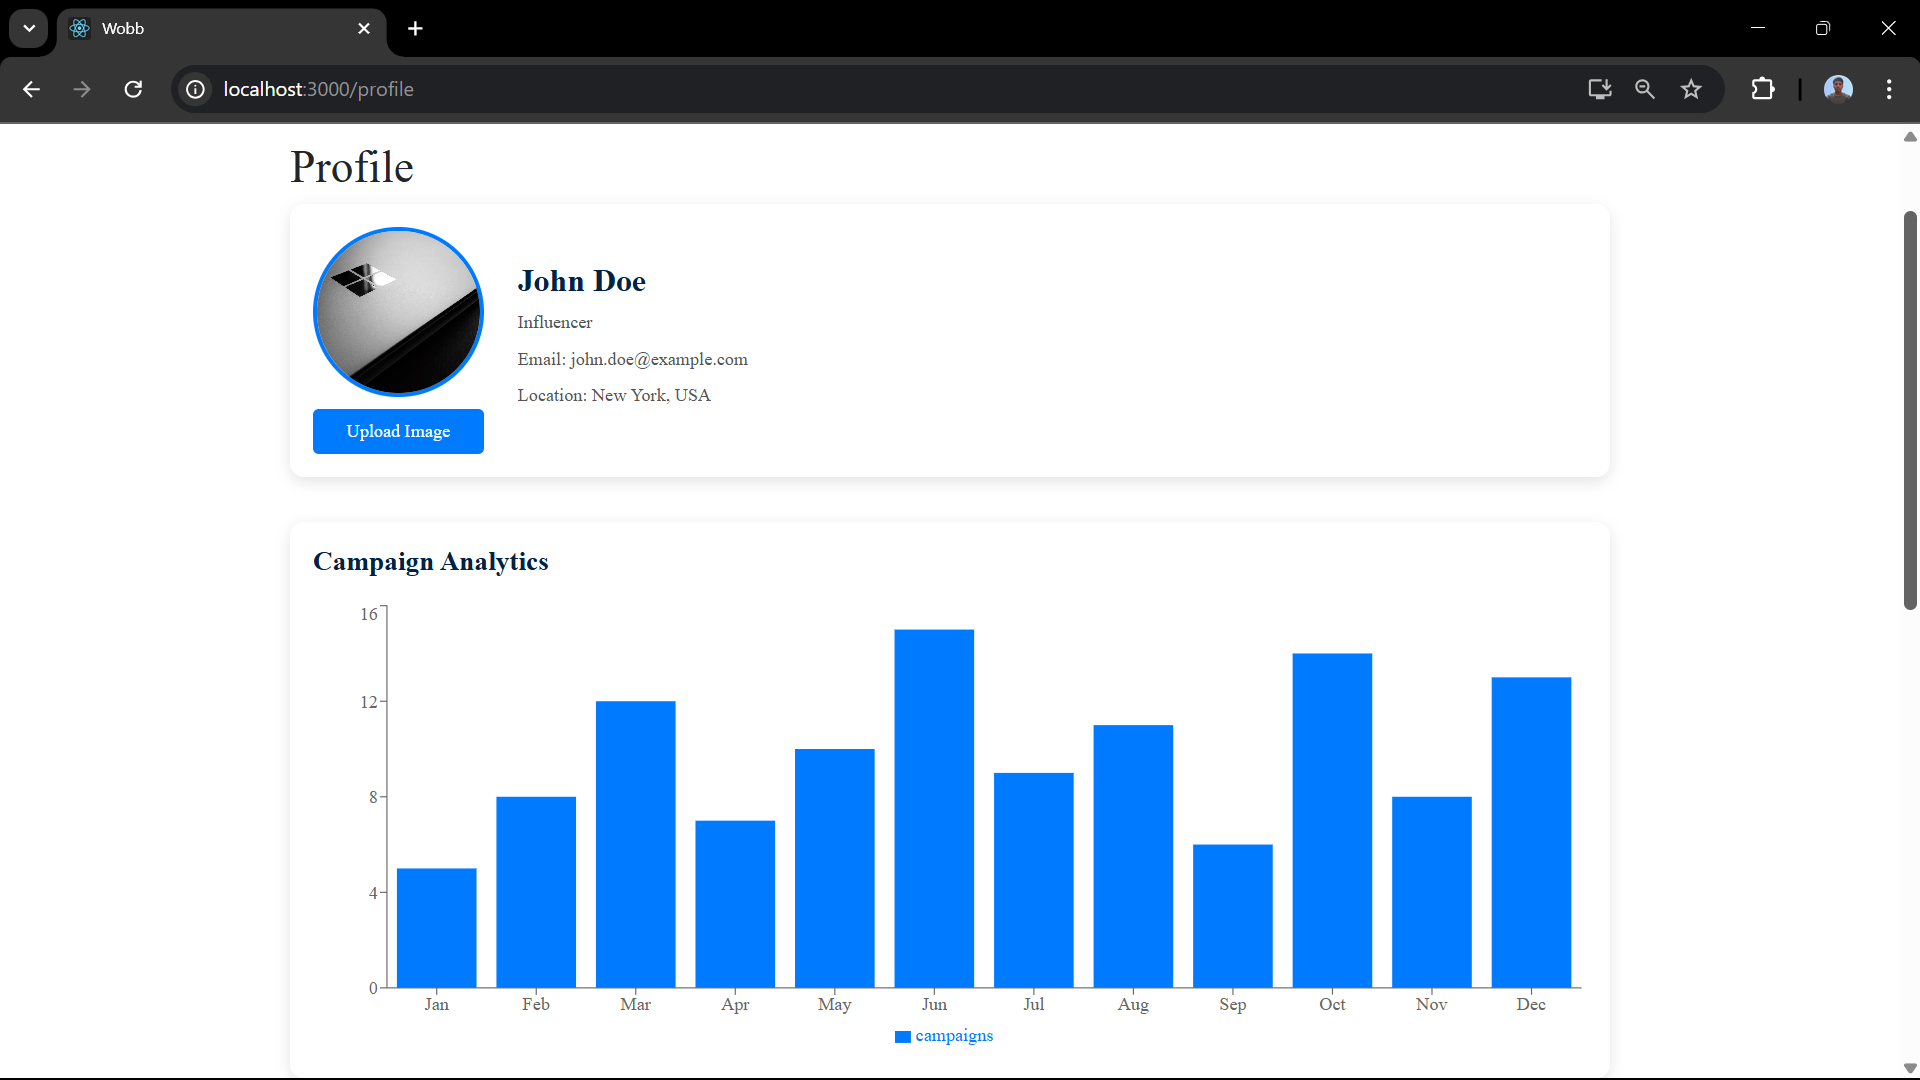 Wobb
localhost:3000/profile
Profile
John Doe
Influencer
Email: john.doe@example.com
Location: New York, USA
Upload Image
Campaign Analytics
16
12
8
4
0
Jan Feb Mar Apr May Jun Jul Aug Sep Oct Nov Dec
campaigns